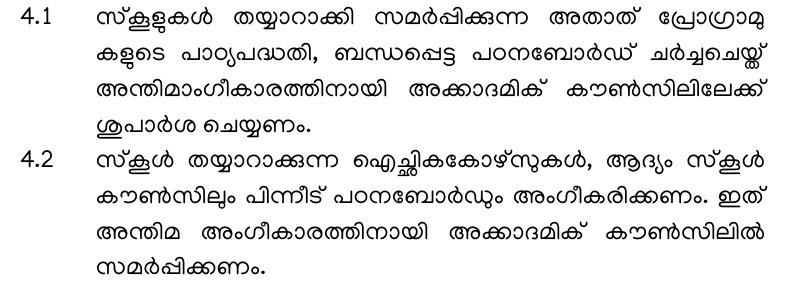 4.1 സ്കൂളുകൾ തയ്യാറാക്കി സമർപ്പിക്കുന്ന അതാത് പ്രോഗ്രാമു
കളുടെ പാഠ്യപദ്ധതി, ബന്ധപ്പെട്ട പഠനബോർഡ് ചർച്ചചെയ്ത്
അന്തിമാംഗീകാരത്തിനായി അക്കാദമിക് കൗൺസിലിലേക്ക്
ശുപാർശ ചെയ്യണം.
4.2 സ്കൂൾ തയ്യാറാക്കുന്ന ഐച്ഛികകോഴ്സുകൾ, ആദ്യം സ്കൂൾ
കൗൺസിലും പിന്നീട് പഠനബോർഡും അംഗീകരിക്കണം. ഇത്
അന്തിമ അംഗീകാരത്തിനായി അക്കാദമിക് കൗൺസിലിൽ
സമർപ്പിക്കണം.